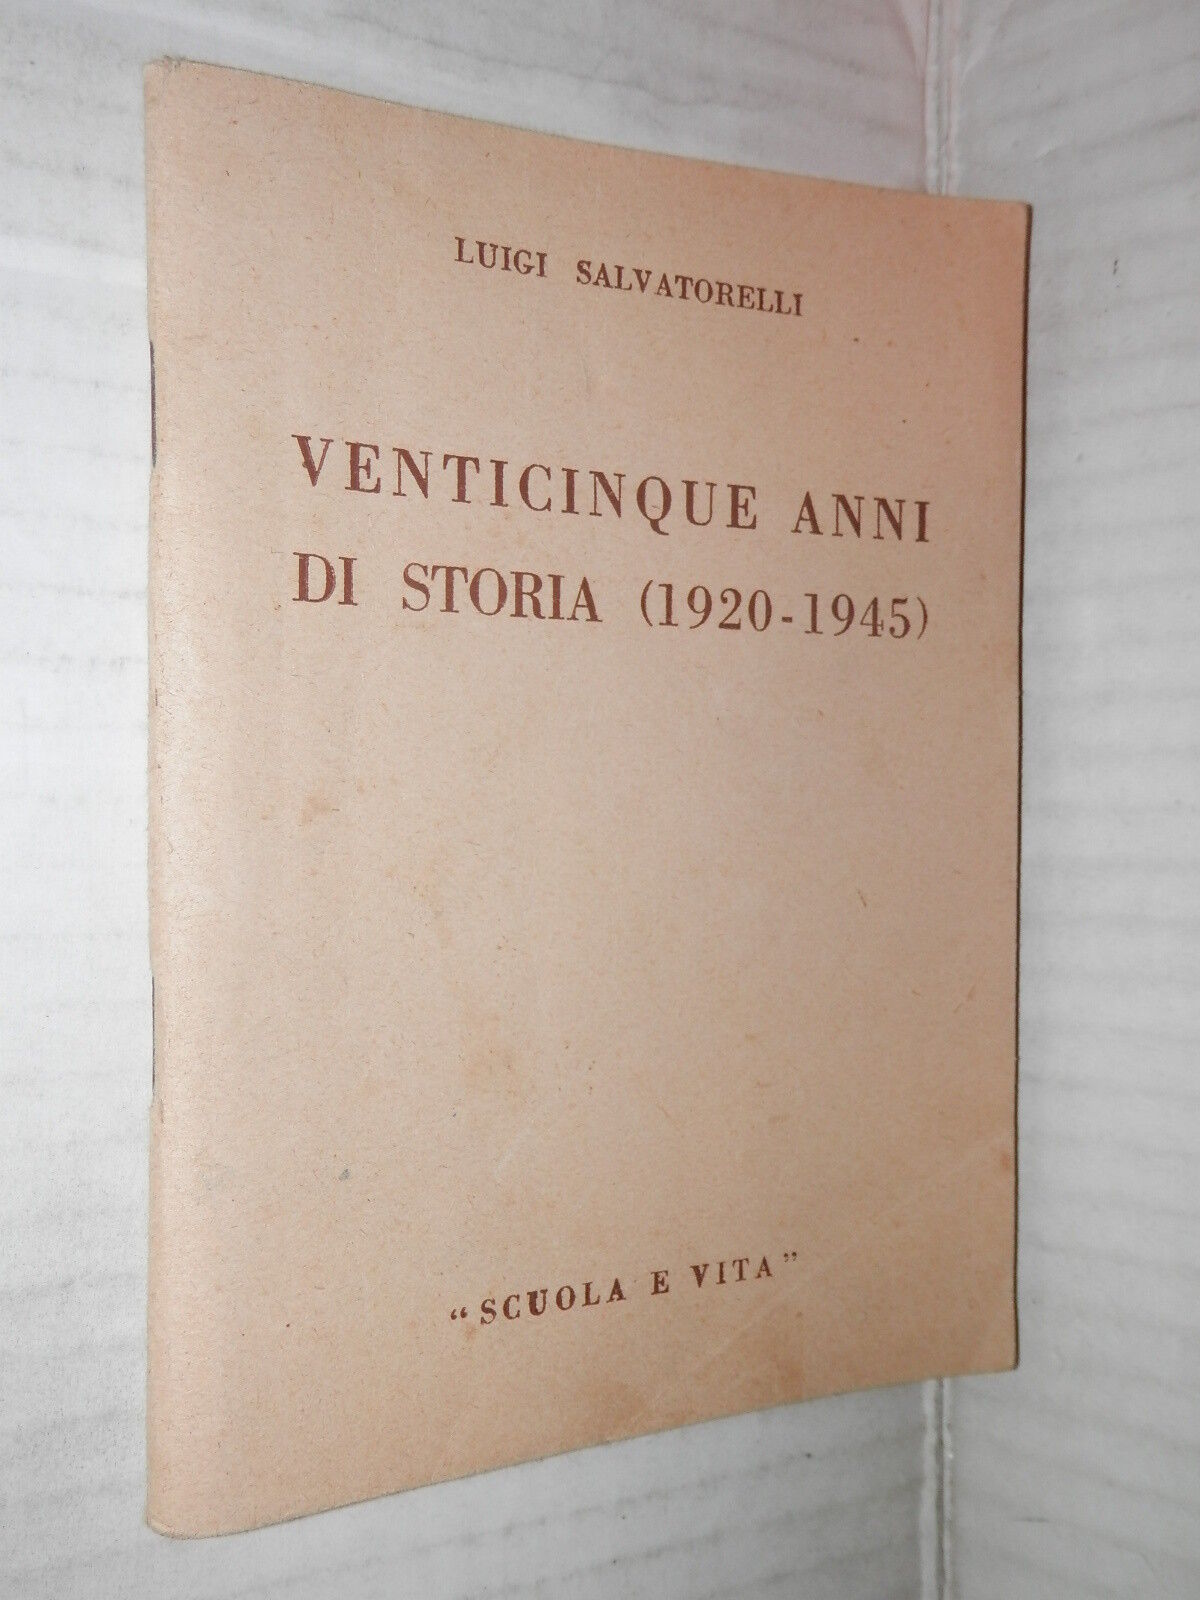 LUIGI SALVATORELLI
VENTICINQUE ANNI
DI STORIA (1920-1945)
"SCUOLA E VITA"